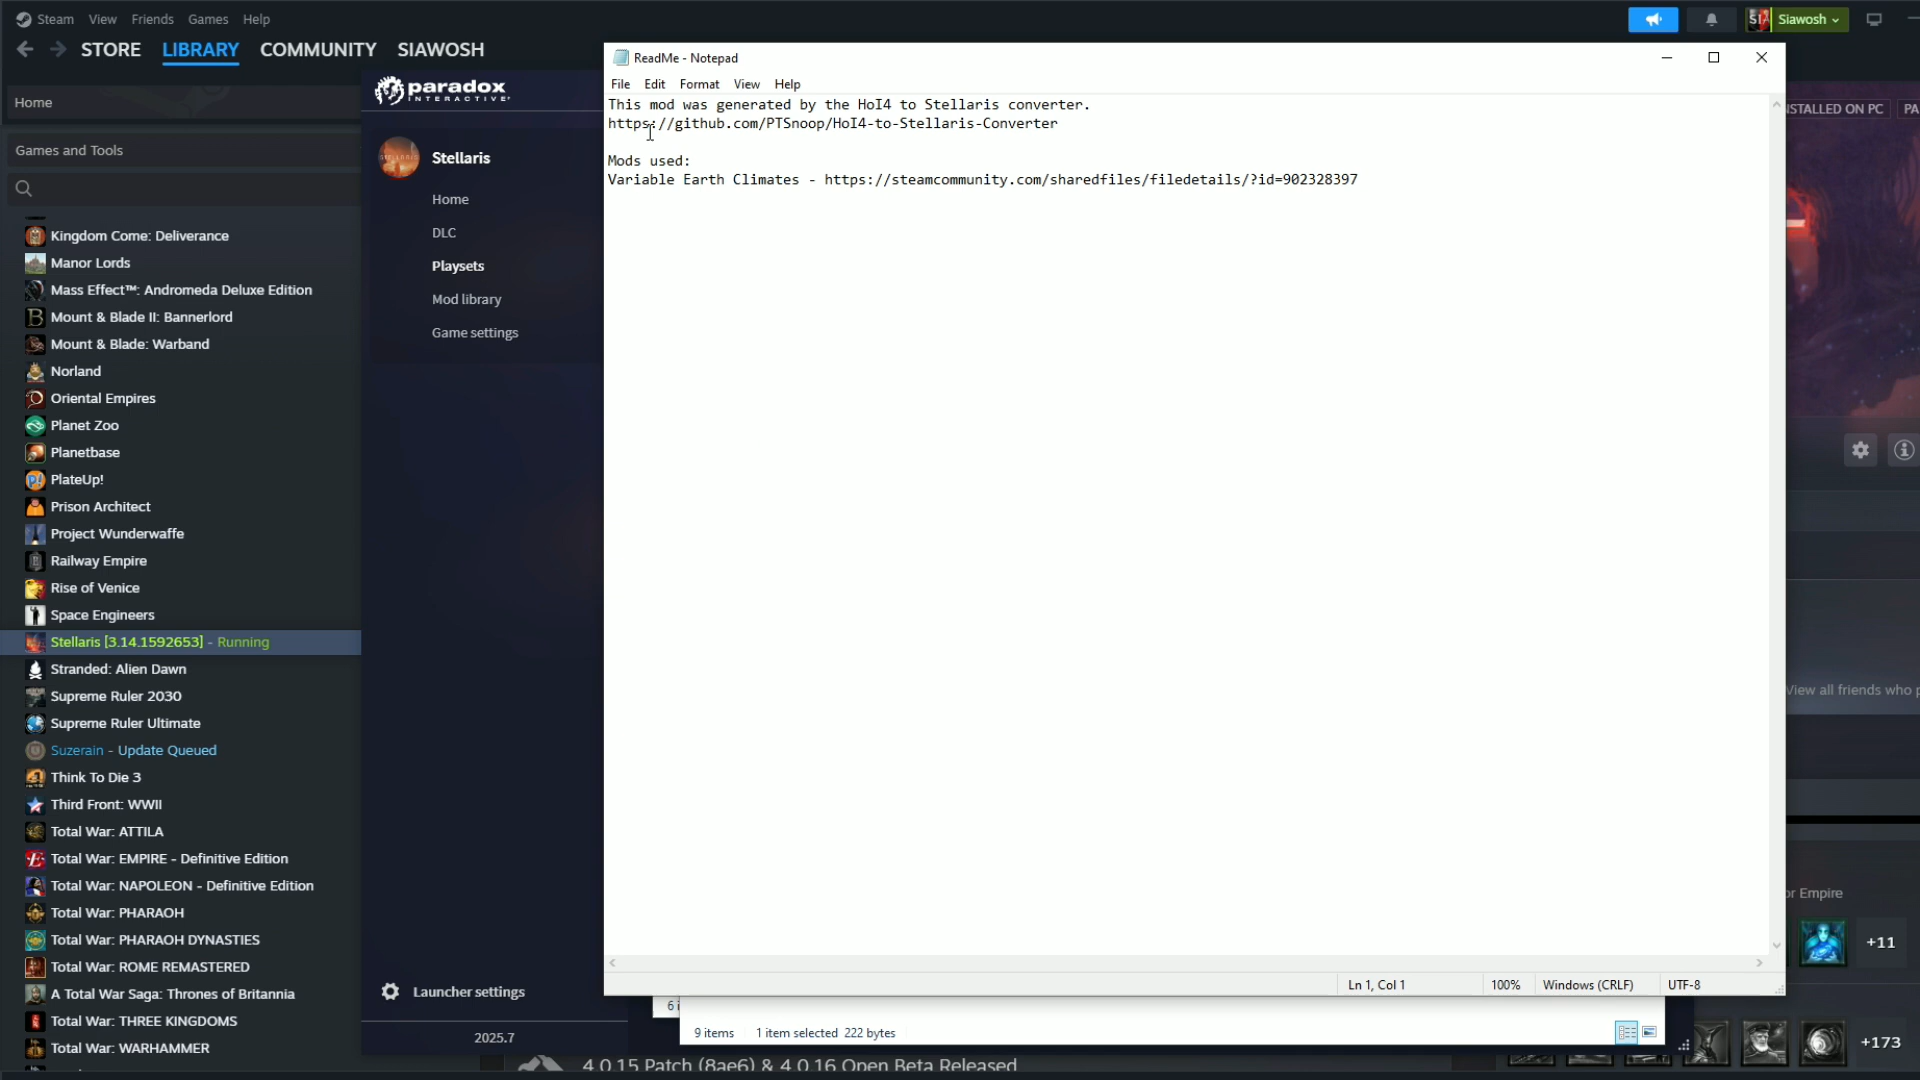 Steam View Friends Games Help
Siawosh
STORE LIBRARY COMMUNITY SIAWOSH
Home
Games and Tools
Kingdom Come: Deliverance
Manor Lords
Mass Effect™: Andromeda Deluxe Edition
Mount & Blade II: Bannerlord
Mount & Blade: Warband
Norland
Oriental Empires
Planet Zoo
Planetbase
PlateUp!
Prison Architect
Project Wunderwaffe
Railway Empire
Rise of Venice
Space Engineers
Stellaris [3.14.1592653] - Running
Stranded: Alien Dawn
Supreme Ruler 2030
Supreme Ruler Ultimate
Suzerain - Update Queued
Think To Die 3
Third Front: WWII
Total War: ATTILA
Total War: EMPIRE - Definitive Edition
Total War: NAPOLEON - Definitive Edition
Total War: PHARAOH
Total War: PHARAOH DYNASTIES
Total War: ROME REMASTERED
A Total War Saga: Thrones of Britannia
Total War: THREE KINGDOMS
Total War: WARHAMMER
paradox
INTERACTIVE
Stellaris
Home
DLC
Playsets
Mod library
Game settings
Launcher settings
2025.7
ReadMe - Notepad
File Edit Format View Help
This mod was generated by the HoI4 to Stellaris converter.
https://github.com/PTSnoop/HoI4-to-Stellaris-Converter
Mods used:
Variable Earth Climates - https://steamcommunity.com/sharedfiles/filedetails/?id=902328397
Ln 1, Col 1 100% Windows (CRLF) UTF-8
6 i
9 items 1 item selected 222 bytes
4.0.15 Patch (8ae6) & 4.0.16 Open Beta Released
STALLED ON PC PA
View all friends who p
or Empire
+11
+173